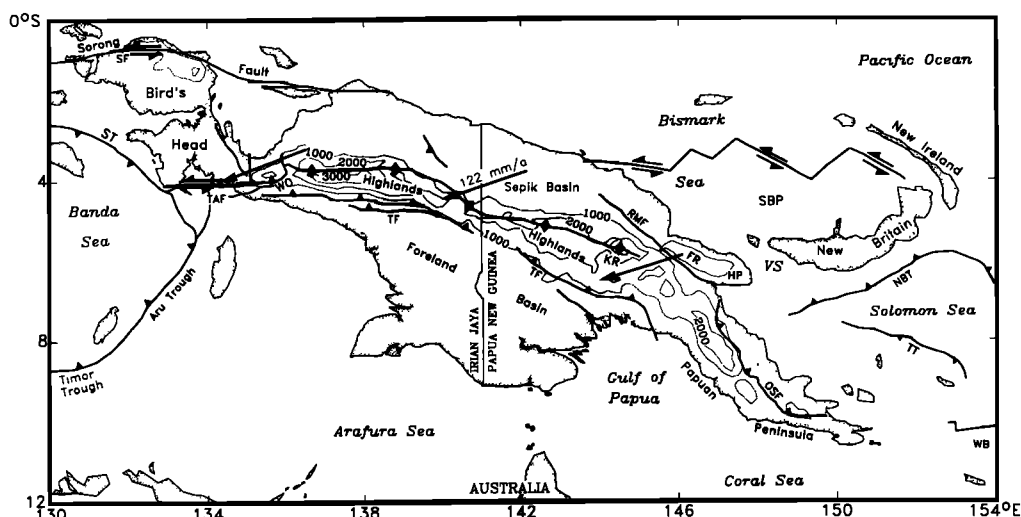 0°S
4
8
12
130
134
138
142
146
150
154°E
Sorong
SF
Fault
Bird's
Head
ST
Banda
Sea
TAF
WO
1000
2000
3000
Highlands
TF
Foreland
Basin
Aru Trough
Timor
Trough
Arafura Sea
IRIAN JAYA
PAPUA NEW GUINEA
122 mm/a
Sepik Basin
1000
2000
Highlands
1000
TF
KR
RMF
FR
HP
2000
Gulf of
Papua
Papuan
Peninsula
OSF
AUSTRALIA
Coral Sea
Pacific Ocean
Bismark
Sea
SBP
VS
New Ireland
New
Britain
NBT
Solomon Sea
TT
WB